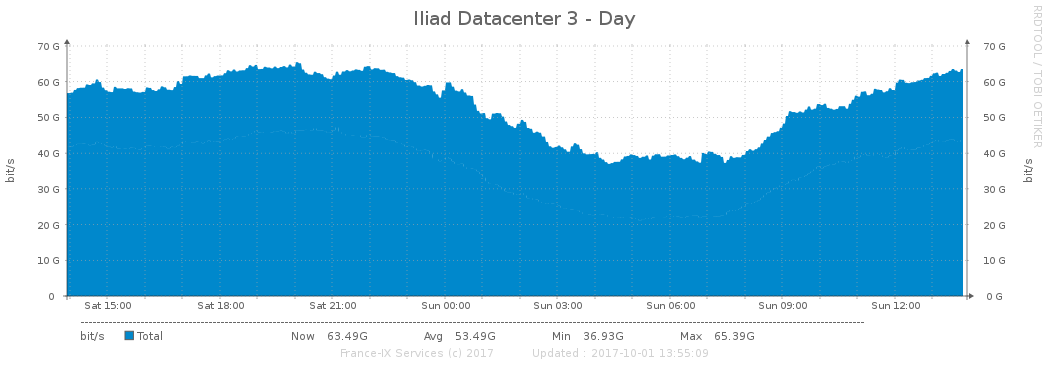 Iliad Datacenter 3 - Day
RRDTOOL / TOBI OETIKER
bit/s
70 G
60 G
50 G
40 G
30 G
20 G
10 G
0
70 G
60 G
50 G
40 G
30 G
20 G
10 G
0 G
bit/s
Sat 15:00 Sat 18:00 Sat 21:00 Sun 00:00 Sun 03:00 Sun 06:00 Sun 09:00 Sun 12:00
bit/s Total Now 63.49G Avg 53.49G Min 36.93G Max 65.39G
France-IX Services (c) 2017 Updated : 2017-10-01 13:55:09